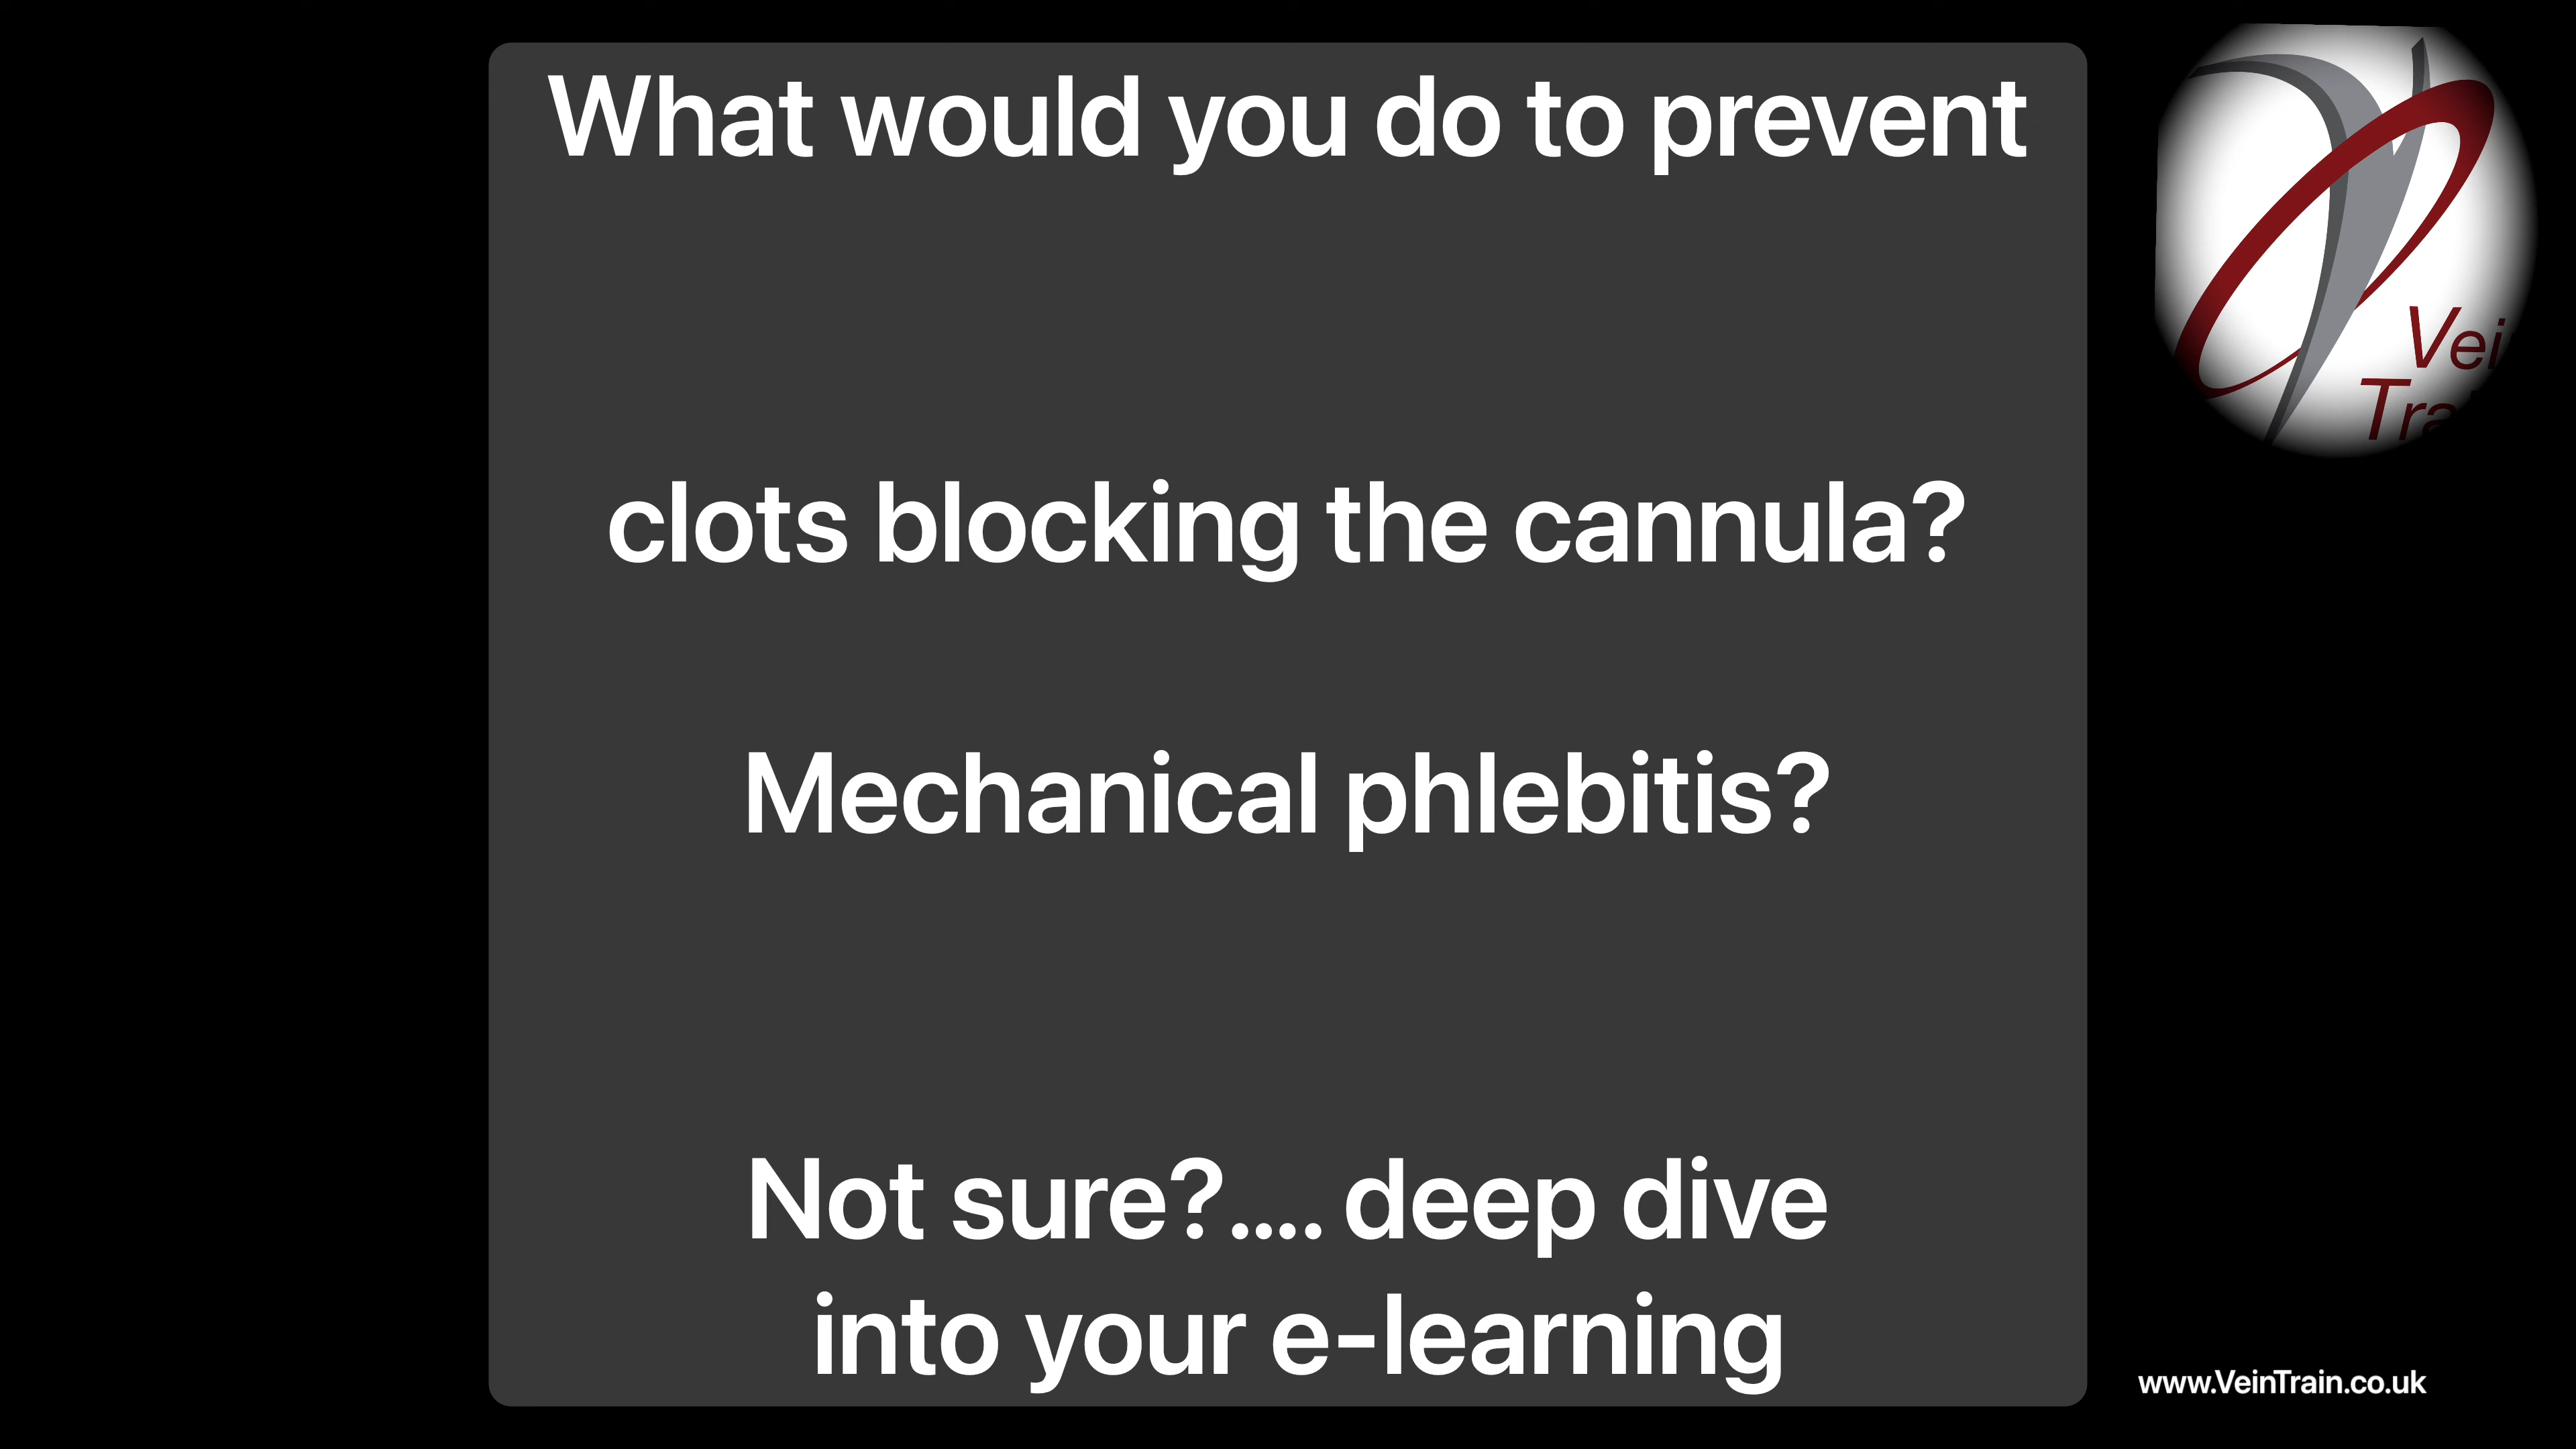 What would you do to prevent
clots blocking the cannula?
Mechanical phlebitis?
Not sure?.... deep dive
into your e-learning
www.VeinTrain.co.uk